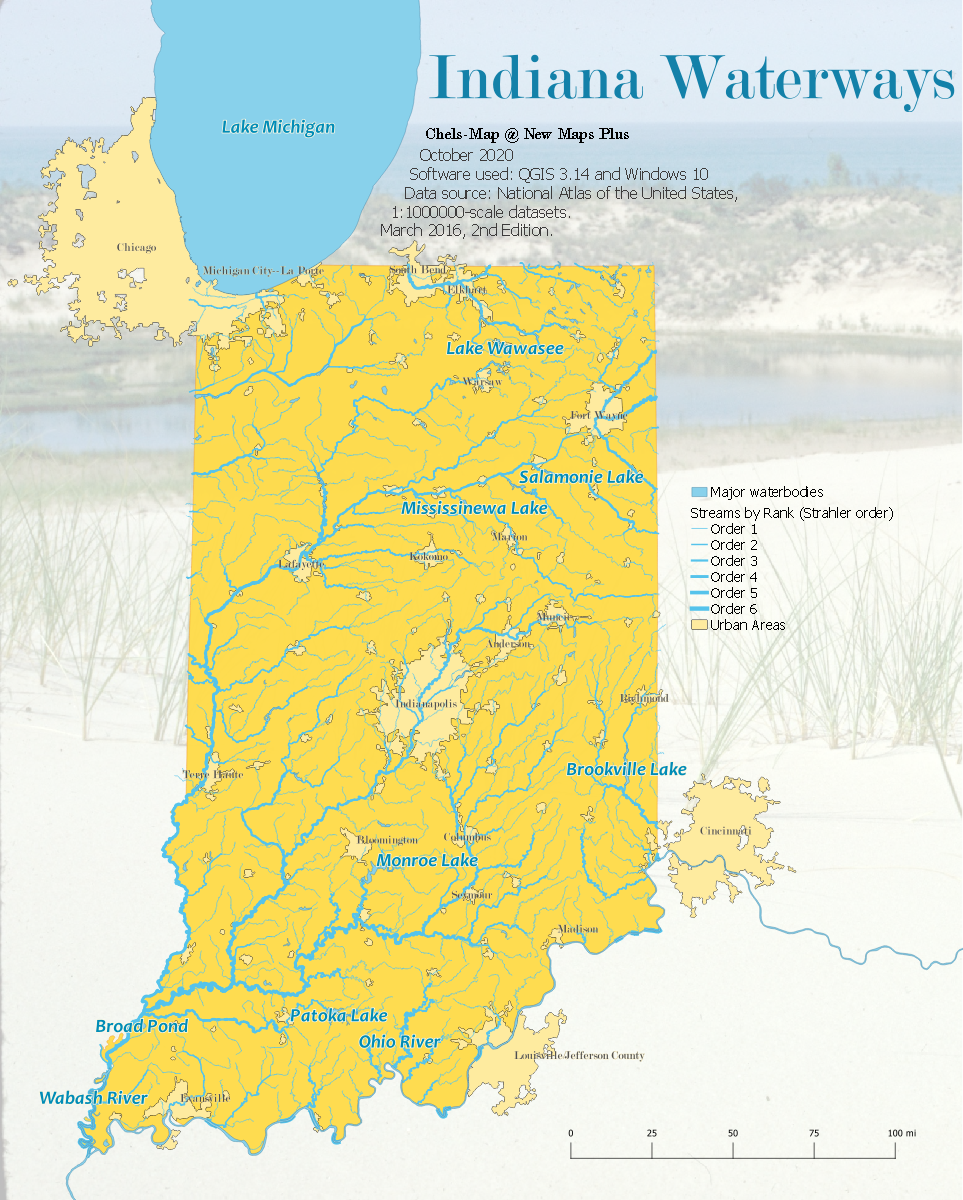 Indiana Waterways
Lake Michigan
Chels-Map @ New Maps Plus
October 2020
Software used: QGIS 3.14 and Windows 10
Data source: National Atlas of the United States,
1:1000000-scale datasets.
March 2016, 2nd Edition.
Chicago
Michigan City--La Porte
South Bend
Elkhart
Lake Wawasee
Warsaw
Fort Wayne
Salamonie Lake
Mississinewa Lake
Major waterbodies
Streams by Rank (Strahler order)
Order 1
Order 2
Order 3
Order 4
Order 5
Order 6
Urban Areas
Marion
Kokomo
Lafayette
Muncie
Anderson
Richmond
Indianapolis
Brookville Lake
Terre Haute
Cincinnati
Columbus
Bloomington
Monroe Lake
Seymour
Madison
Patoka Lake
Broad Pond
Ohio River
Louisville/Jefferson County
Wabash River
Evansville
0 25 50 75 100 mi